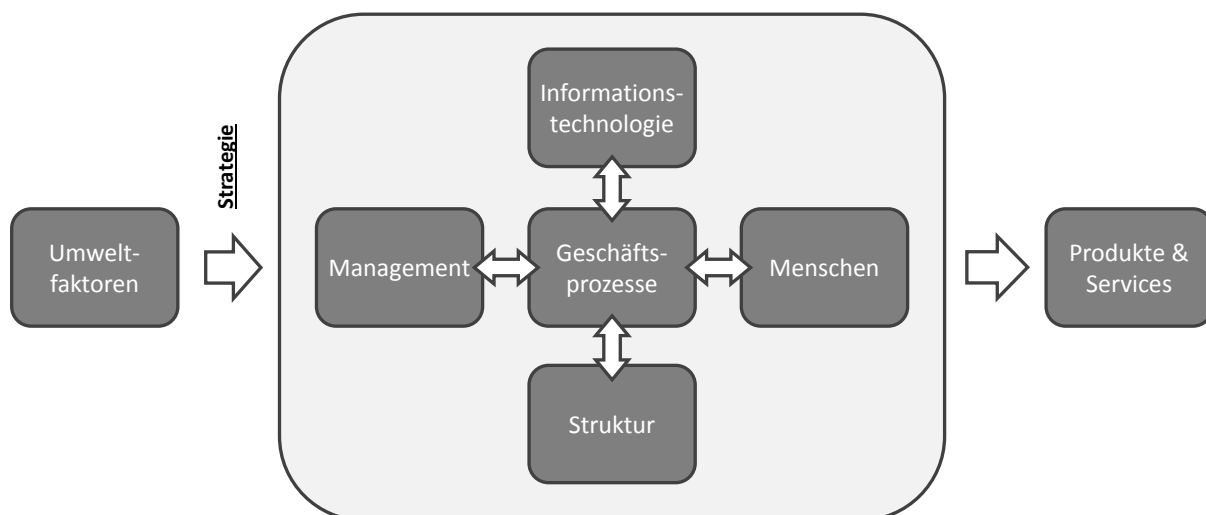 Informations-
technologie
Strategie
Umwelt-
faktoren
Management
Geschäfts-
prozesse
Menschen
Produkte &
Services
Struktur